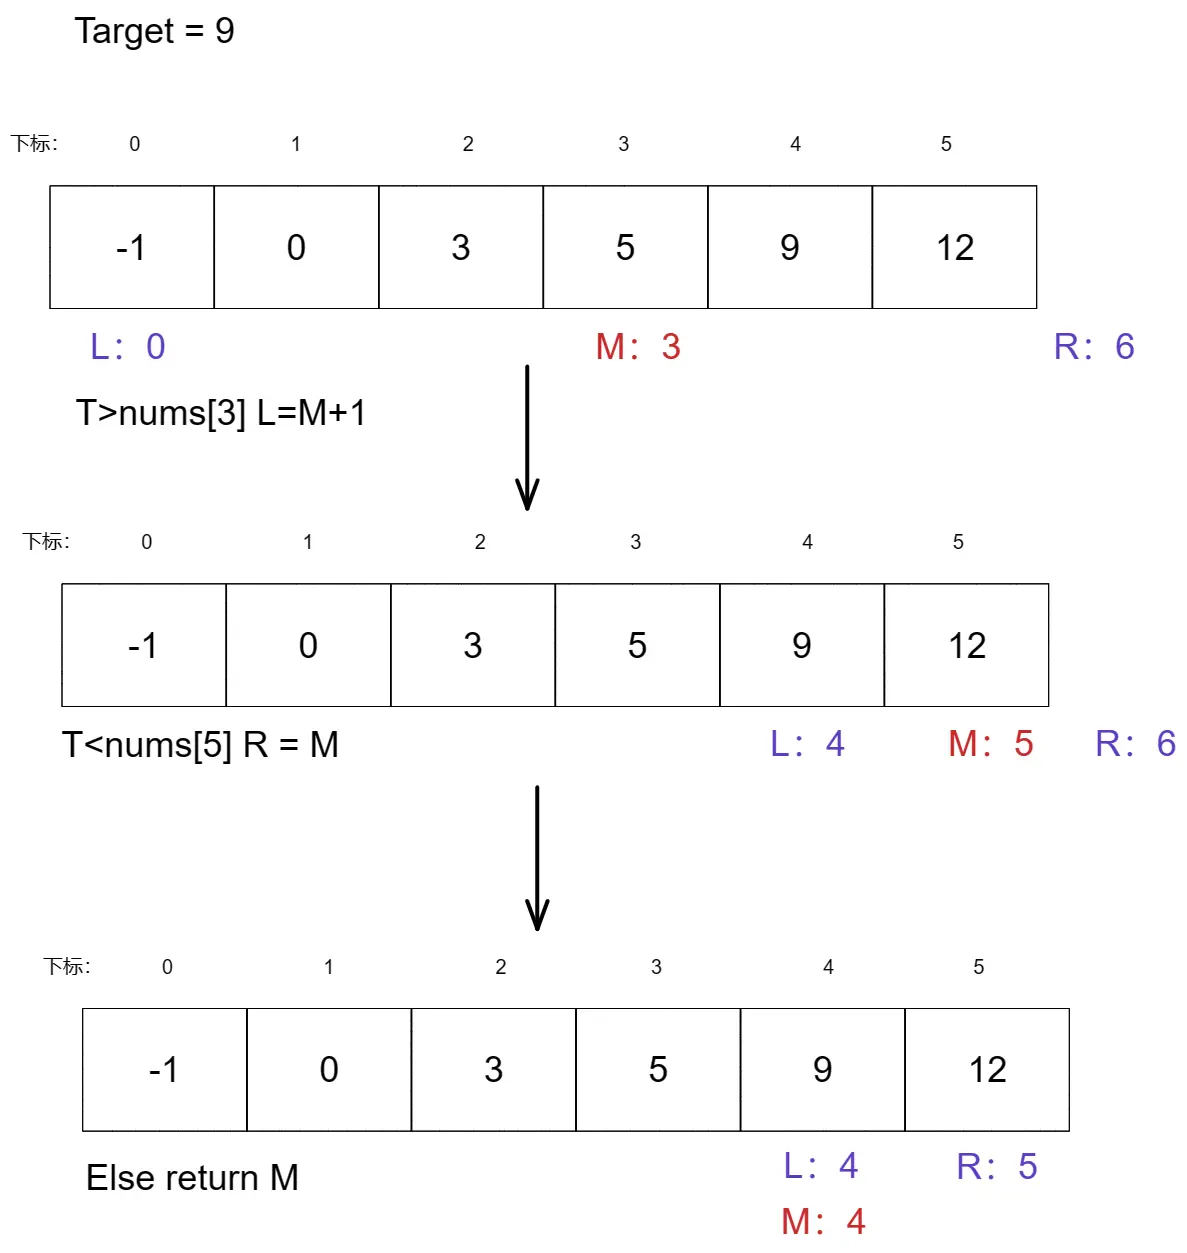 Target = 9
下标： 0 1 2 3 4 5
-1 0 3 5 9 12
L：0 M：3 R：6
T>nums[3] L=M+1
下标： 0 1 2 3 4 5
-1 0 3 5 9 12
T<nums[5] R = M L：4 M：5 R：6
下标： 0 1 2 3 4 5
-1 0 3 5 9 12
Else return M L：4 R：5
M：4